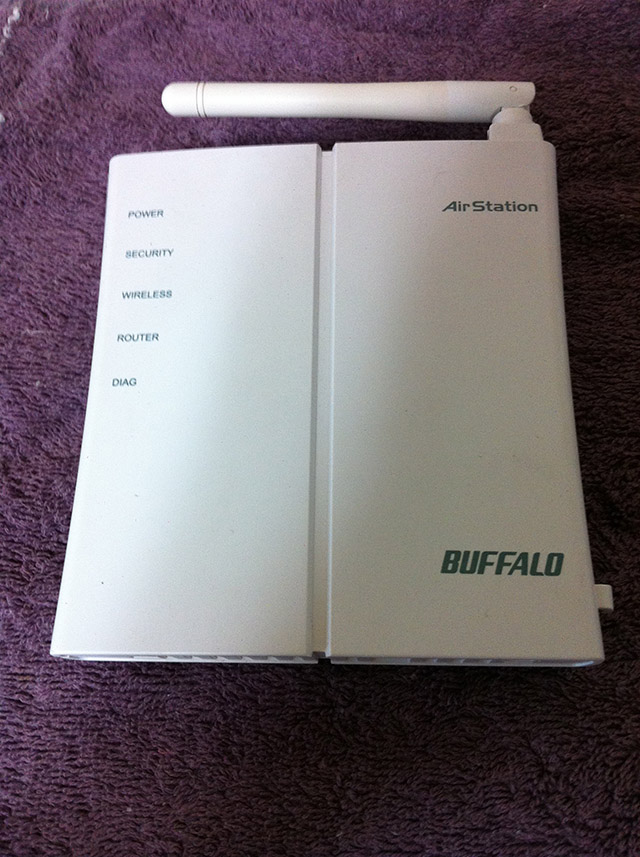 AirStation
POWER
SECURITY
WIRELESS
ROUTER
DIAG
BUFFALO